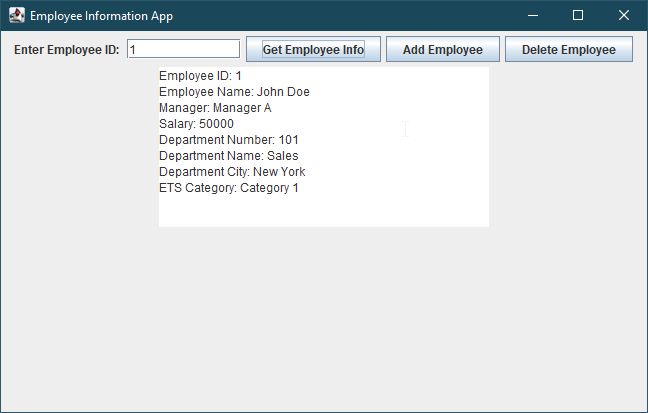 Employee Information App
Enter Employee ID: 1 Get Employee Info Add Employee Delete Employee
Employee ID: 1
Employee Name: John Doe
Manager: Manager A
Salary: 50000
Department Number: 101
Department Name: Sales
Department City: New York
ETS Category: Category 1